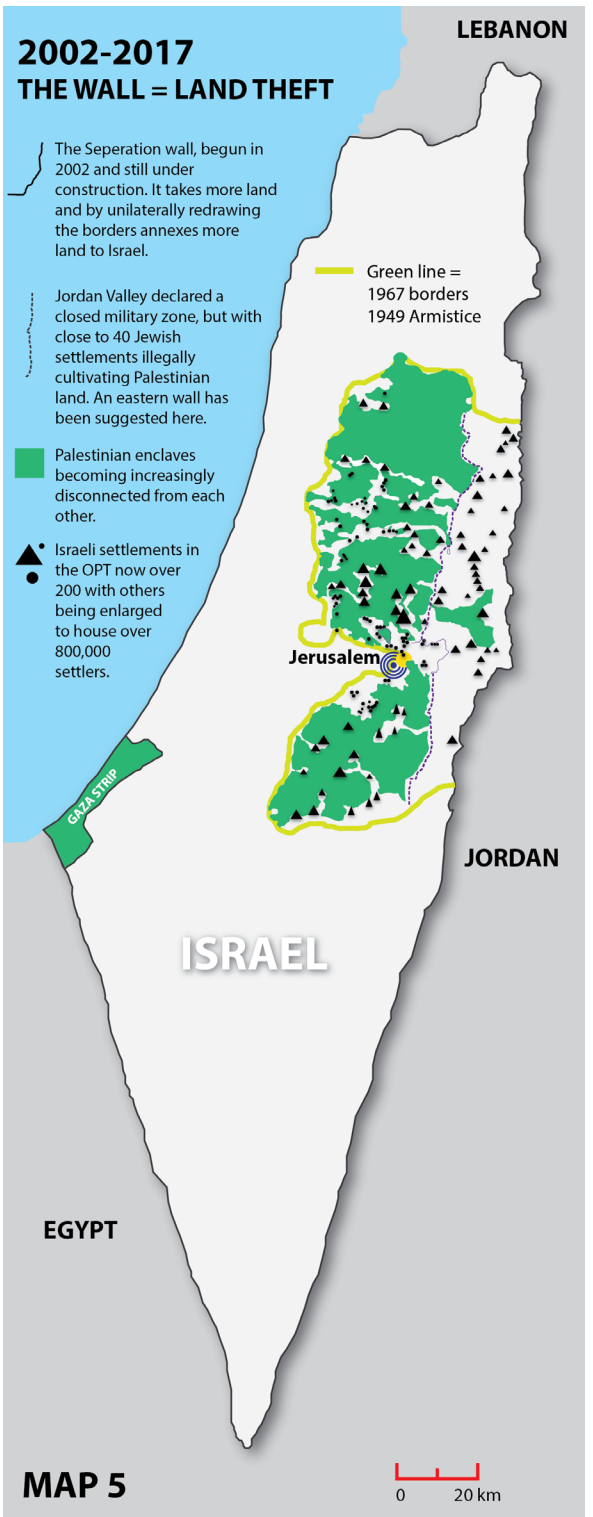 LEBANON
2002-2017
THE WALL = LAND THEFT
The Seperation wall, begun in
2002 and still under
construction. It takes more land
and by unilaterally redrawing
the borders annexes more
land to Israel.
Green line =
1967 borders
1949 Armistice
Jordan Valley declared a
closed military zone, but with
close to 40 Jewish
settlements illegally
cultivating Palestinian
land. An eastern wall has
been suggested here.
Palestinian enclaves
becoming increasingly
disconnected from each
other.
Israeli settlements in
the OPT now over
200 with others
being enlarged
to house over
800,000
settlers.
Jerusalem
GAZA STRIP
JORDAN
ISRAEL
EGYPT
MAP 5
0 20 km